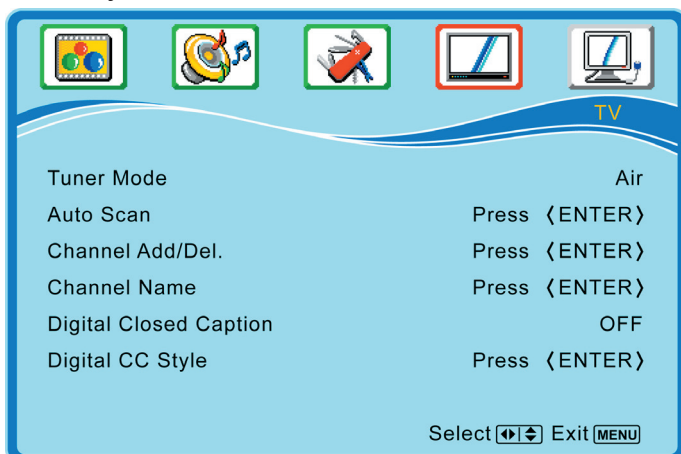 TV
Tuner Mode Air
Auto Scan Press 〈ENTER〉
Channel Add/Del. Press 〈ENTER〉
Channel Name Press 〈ENTER〉
Digital Closed Caption OFF
Digital CC Style Press 〈ENTER〉
Select Exit MENU